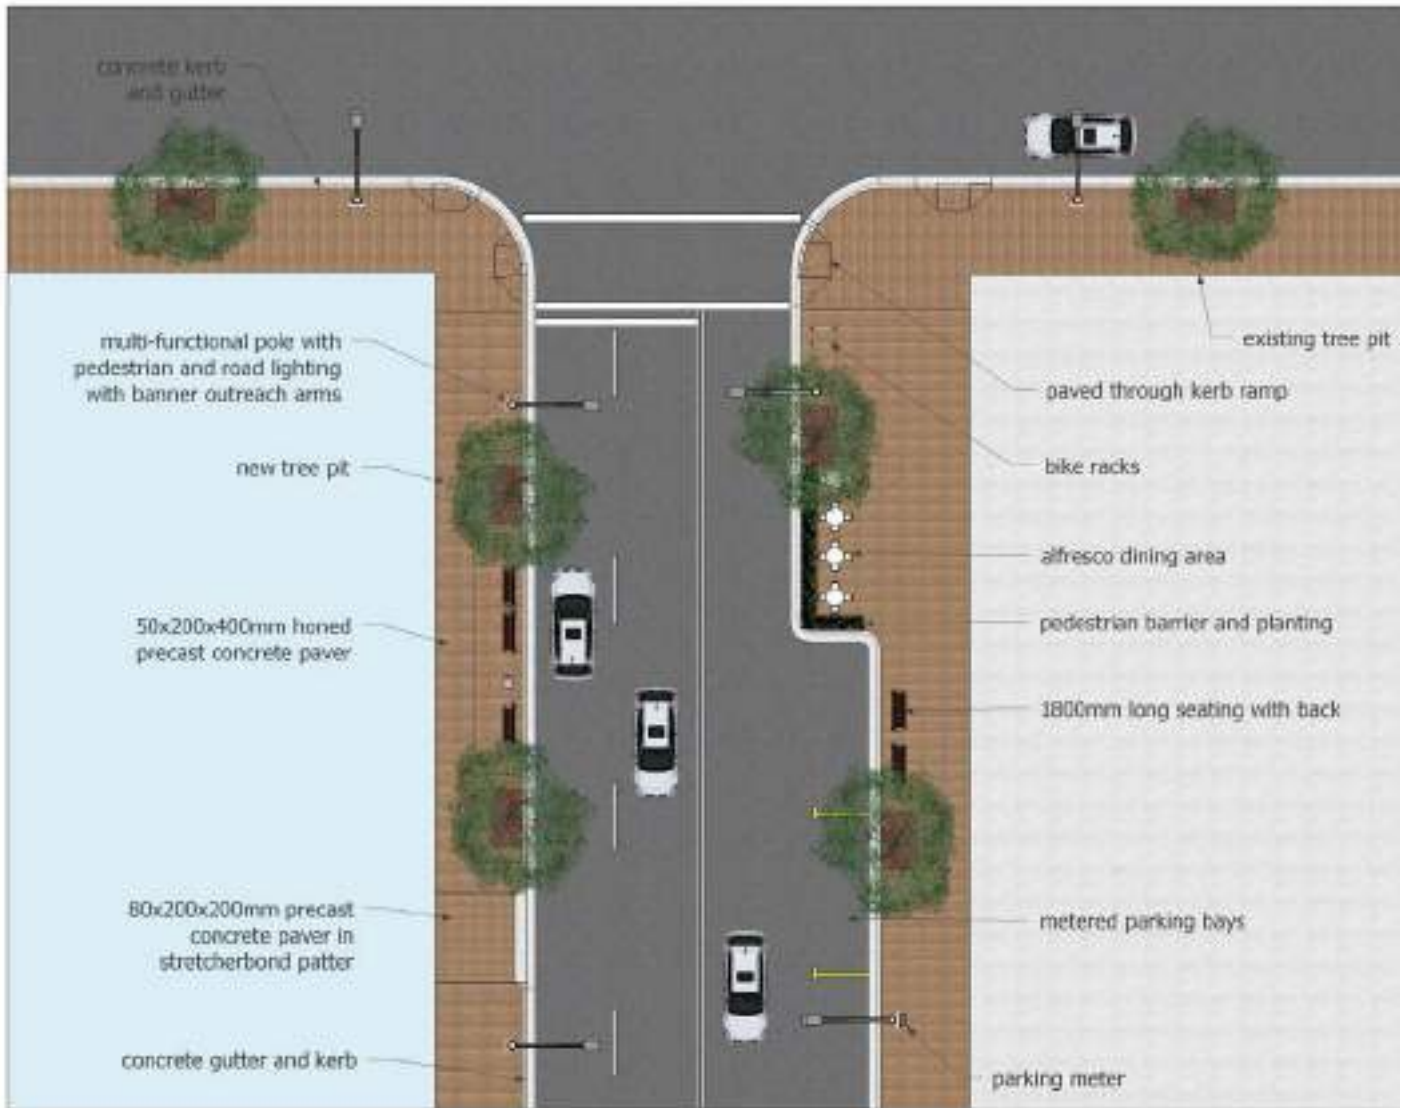 concrete kerb
and gutter
multi-functional pole with
pedestrian and road lighting
with banner outreach arms
new tree pit
50x200x400mm honed
precast concrete paver
80x200x200mm precast
concrete paver in
stretcherbond patter
concrete gutter and kerb
existing tree pit
paved through kerb ramp
bike racks
alfresco dining area
pedestrian barrier and planting
1800mm long seating with back
metered parking bays
parking meter